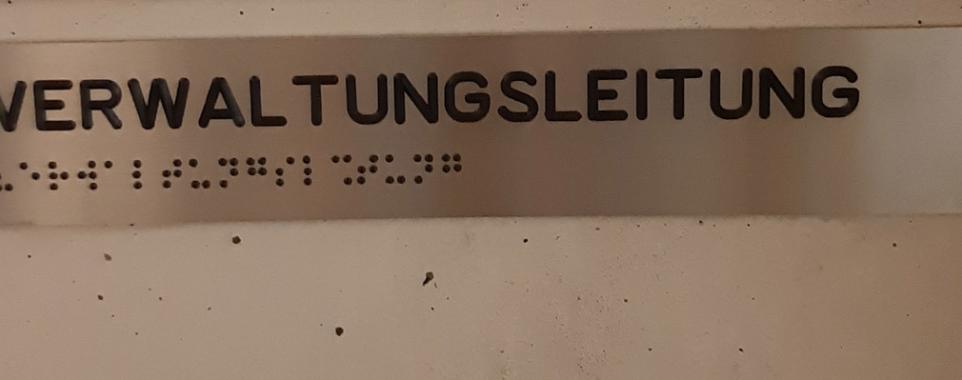 VERWALTUNGSLEITUNG
⠧⠑⠗⠺⠁⠇⠞⠥⠝⠛⠎⠇⠩⠞⠥⠝⠛